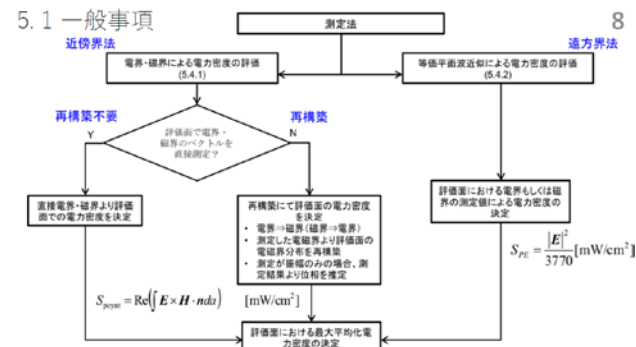 5.1 一般事項
8
測定法
近傍界法
遠方界法
電界・磁界による電力密度の評価
(5.4.1)
等価平面波近似による電力密度の評価
(5.4.2)
再構築不要
再構築
Y
N
評価面で電界・
磁界のベクトルを
直接測定?
直接電界・磁界より評価
面での電力密度を決定
再構築にて評価面の電力密度
を決定
・ 電界⇒磁界(磁界⇒電界)
・ 測定した電磁界より評価面の
電磁界分布を再構築
・ 測定が振幅のみの場合、測
定結果より位相を推定
評価面における電界もしくは磁
界の測定値による電力密度の
決定
S_PE = |E|² / 3770 [mW/cm²]
S_poynt = Re(∫ E × H · n da) [mW/cm²]
評価面における最大平均化電
力密度の決定